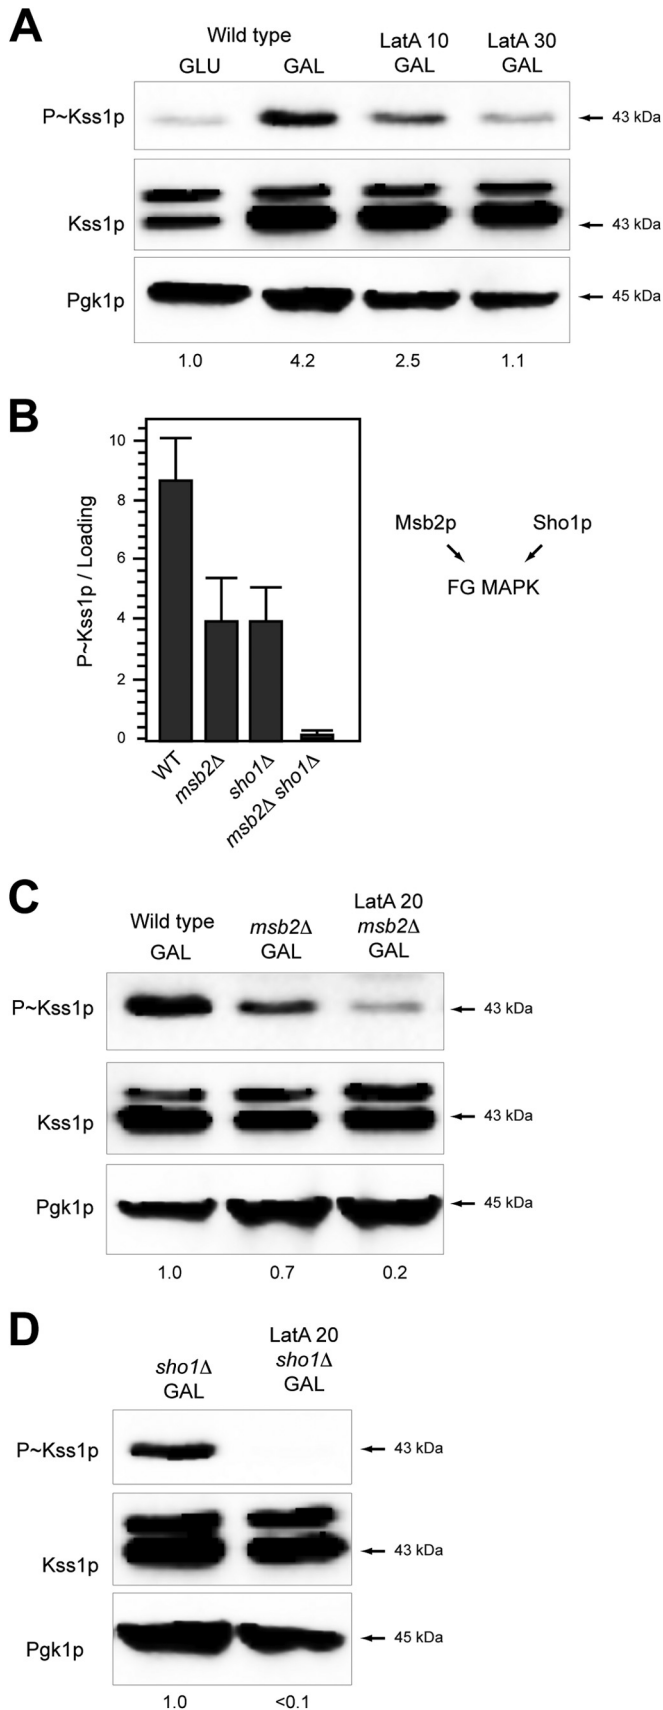 A
Wild type
LatA 10
LatA 30
GLU
GAL
GAL
GAL
P~Kss1p
43 kDa
Kss1p
43 kDa
Pgk1p
45 kDa
1.0
4.2
2.5
1.1
B
P~Kss1p / Loading
10
8
6
4
2
0
WT
msb2Δ
sho1Δ
msb2Δ sho1Δ
Msb2p
Sho1p
FG MAPK
C
Wild type
GAL
msb2Δ
GAL
LatA 20
msb2Δ
GAL
P~Kss1p
43 kDa
Kss1p
43 kDa
Pgk1p
45 kDa
1.0
0.7
0.2
D
sho1Δ
GAL
LatA 20
sho1Δ
GAL
P~Kss1p
43 kDa
Kss1p
43 kDa
Pgk1p
45 kDa
1.0
<0.1